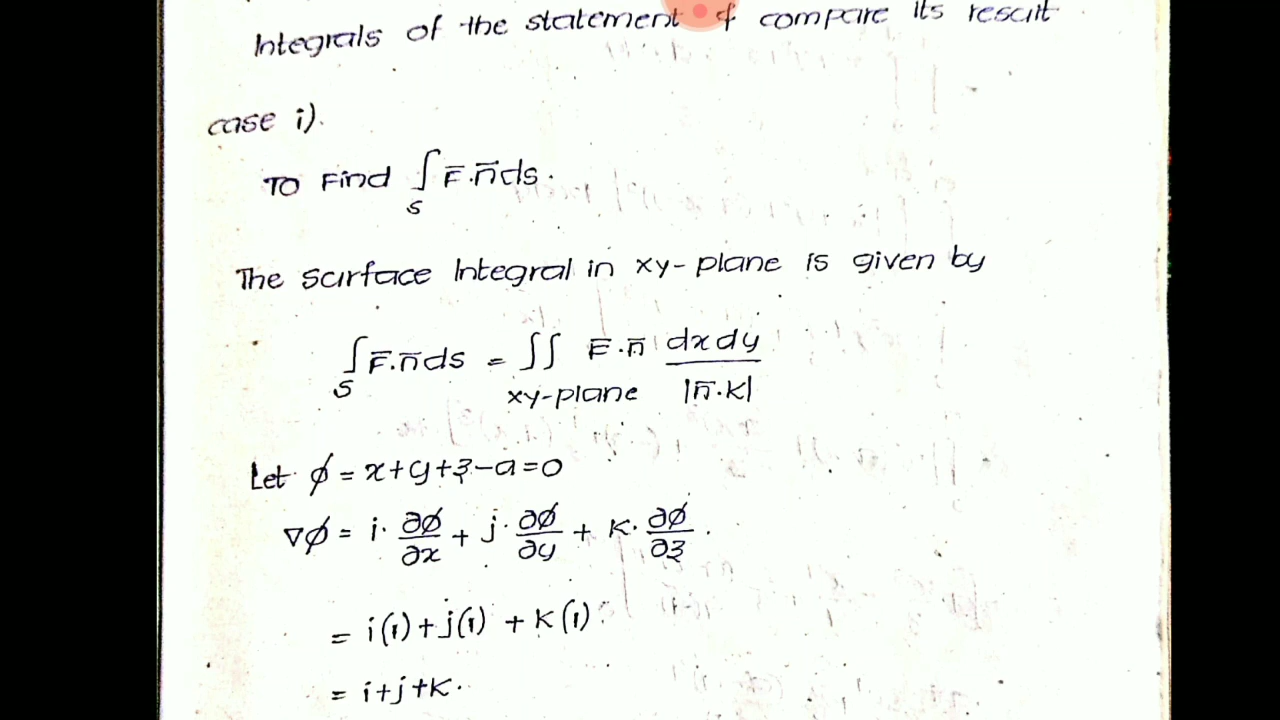 Integrals of the statement & compare its result
case i).
To Find ∫_S F̄.n̄ ds.
The surface Integral in xy-plane is given by
∫_S F̄.n̄ ds = ∫∫_{xy-plane} F̄.n̄ dx dy / |n̄.k|
Let ϕ = x+y+z-a=0
∇ϕ = i. ∂ϕ/∂x + j. ∂ϕ/∂y + k. ∂ϕ/∂z .
= i(1)+j(1)+k(1).
= i+j+k.